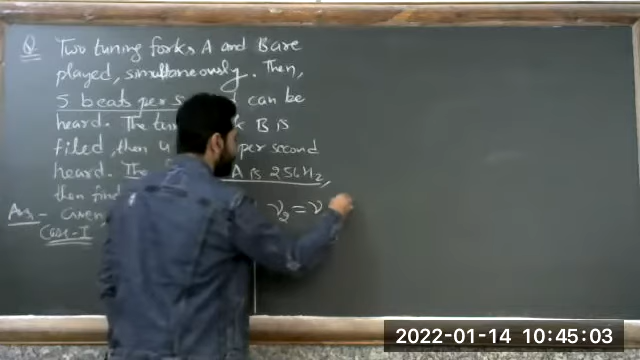 Q Two tuning forks A and B are
played, simultaneously. Then,
5 beats per s can be
heard. The tun k B is
filed, then 4 per second
heard. The A is 256 Hz,
then find
Ans - Given,
Case-I
ν₂ = ν
2022-01-14 10:45:03